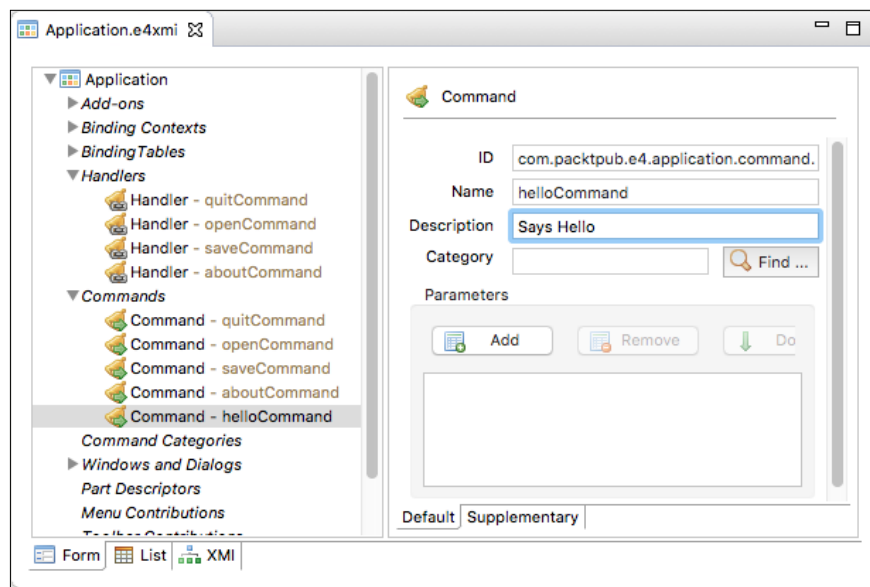 Application.e4xmi
Application
Add-ons
Binding Contexts
BindingTables
Handlers
Handler - quitCommand
Handler - openCommand
Handler - saveCommand
Handler - aboutCommand
Commands
Command - quitCommand
Command - openCommand
Command - saveCommand
Command - aboutCommand
Command - helloCommand
Command Categories
Windows and Dialogs
Part Descriptors
Menu Contributions
Toolbar Contributions
Command
ID com.packtpub.e4.application.command.
Name helloCommand
Description Says Hello
Category Find ...
Parameters
Add Remove Do
Default Supplementary
Form List XMI